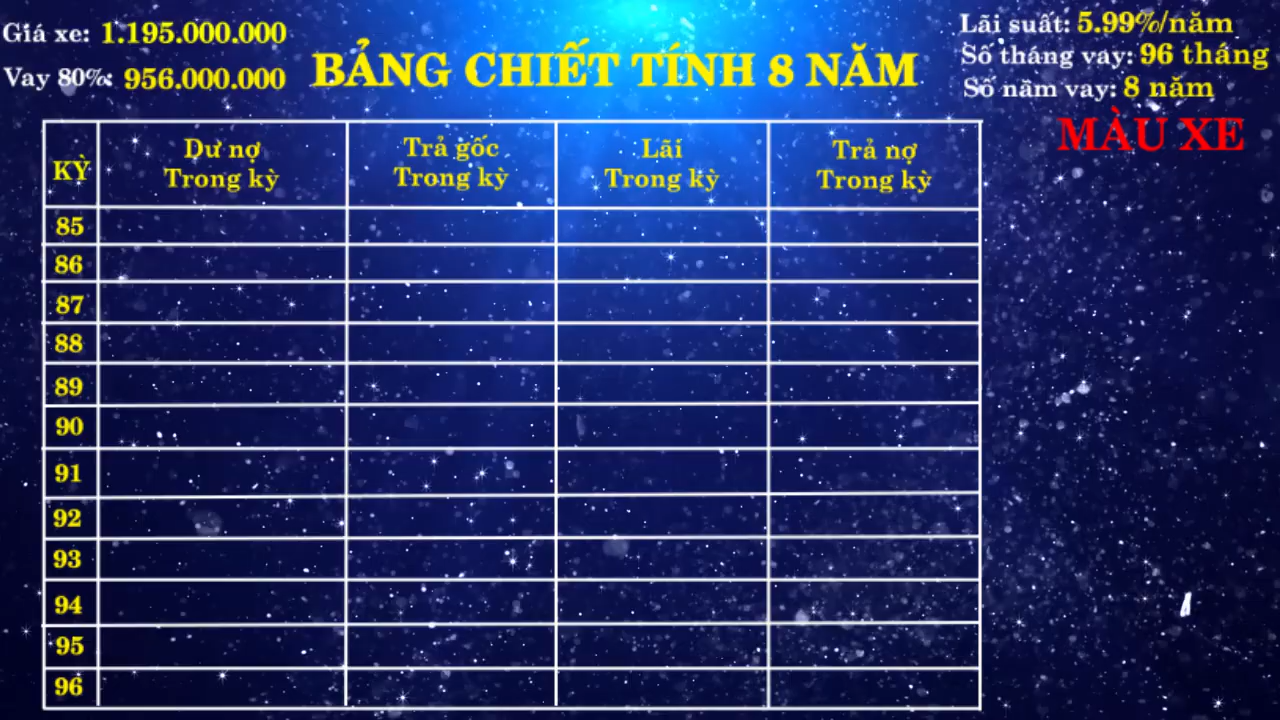 Giá xe: 1.195.000.000
Vay 80%: 956.000.000
BẢNG CHIẾT TÍNH 8 NĂM
Lãi suất: 5.99%/năm
Số tháng vay: 96 tháng
Số năm vay: 8 năm
MÀU XE
KỲ
Dư nợ
Trong kỳ
Trả gốc
Trong kỳ
Lãi
Trong kỳ
Trả nợ
Trong kỳ
85
86
87
88
89
90
91
92
93
94
95
96